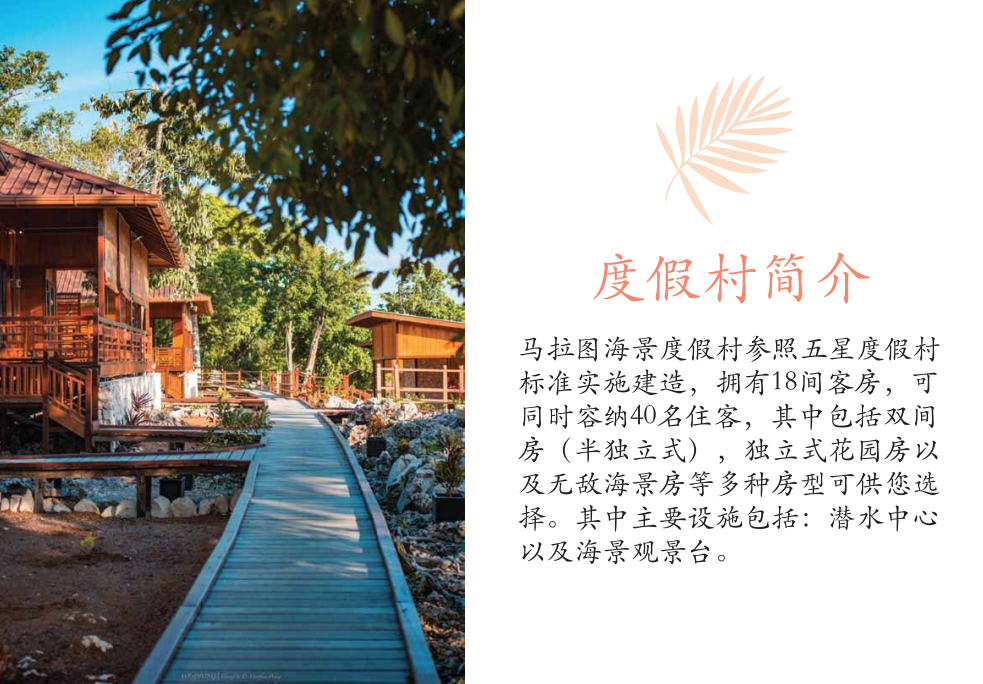 度假村简介
马拉图海景度假村参照五星度假村
标准实施建造，拥有18间客房，可
同时容纳40名住客，其中包括双间
房（半独立式），独立式花园房以
及无敌海景房等多种房型可供您选
择。其中主要设施包括：潜水中心
以及海景观景台。